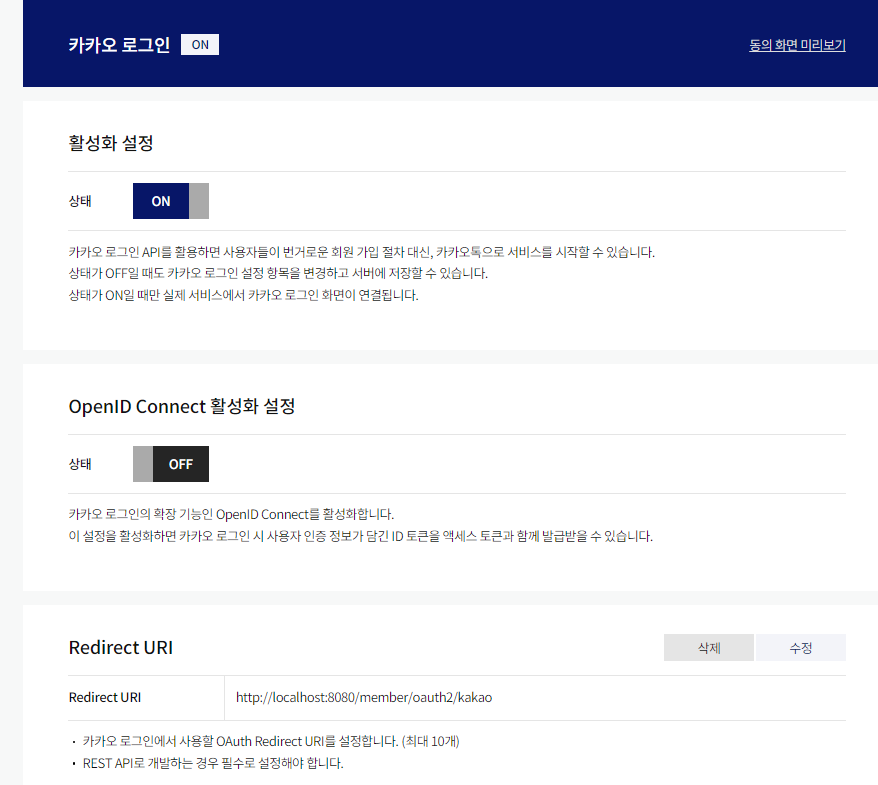 카카오 로그인 ON 동의 화면 미리보기
활성화 설정
상태 ON
카카오 로그인 API를 활용하면 사용자들이 번거로운 회원 가입 절차 대신, 카카오톡으로 서비스를 시작할 수 있습니다.
상태가 OFF일 때도 카카오 로그인 설정 항목을 변경하고 서버에 저장할 수 있습니다.
상태가 ON일 때만 실제 서비스에서 카카오 로그인 화면이 연결됩니다.
OpenID Connect 활성화 설정
상태 OFF
카카오 로그인의 확장 기능인 OpenID Connect를 활성화합니다.
이 설정을 활성화하면 카카오 로그인 시 사용자 인증 정보가 담긴 ID 토큰을 액세스 토큰과 함께 발급받을 수 있습니다.
Redirect URI 삭제 수정
Redirect URI http://localhost:8080/member/oauth2/kakao
· 카카오 로그인에서 사용할 OAuth Redirect URI를 설정합니다. (최대 10개)
· REST API로 개발하는 경우 필수로 설정해야 합니다.